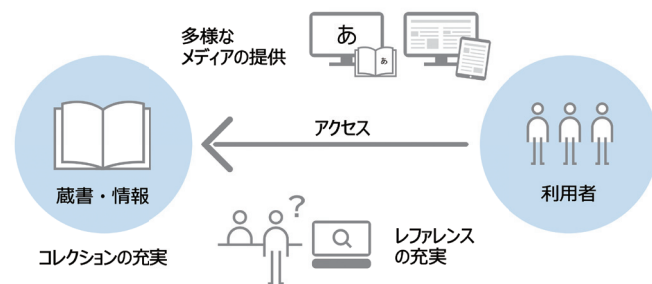 多様な
メディアの提供
あ
あ
アクセス
蔵書・情報
利用者
?
コレクションの充実
レファレンス
の充実